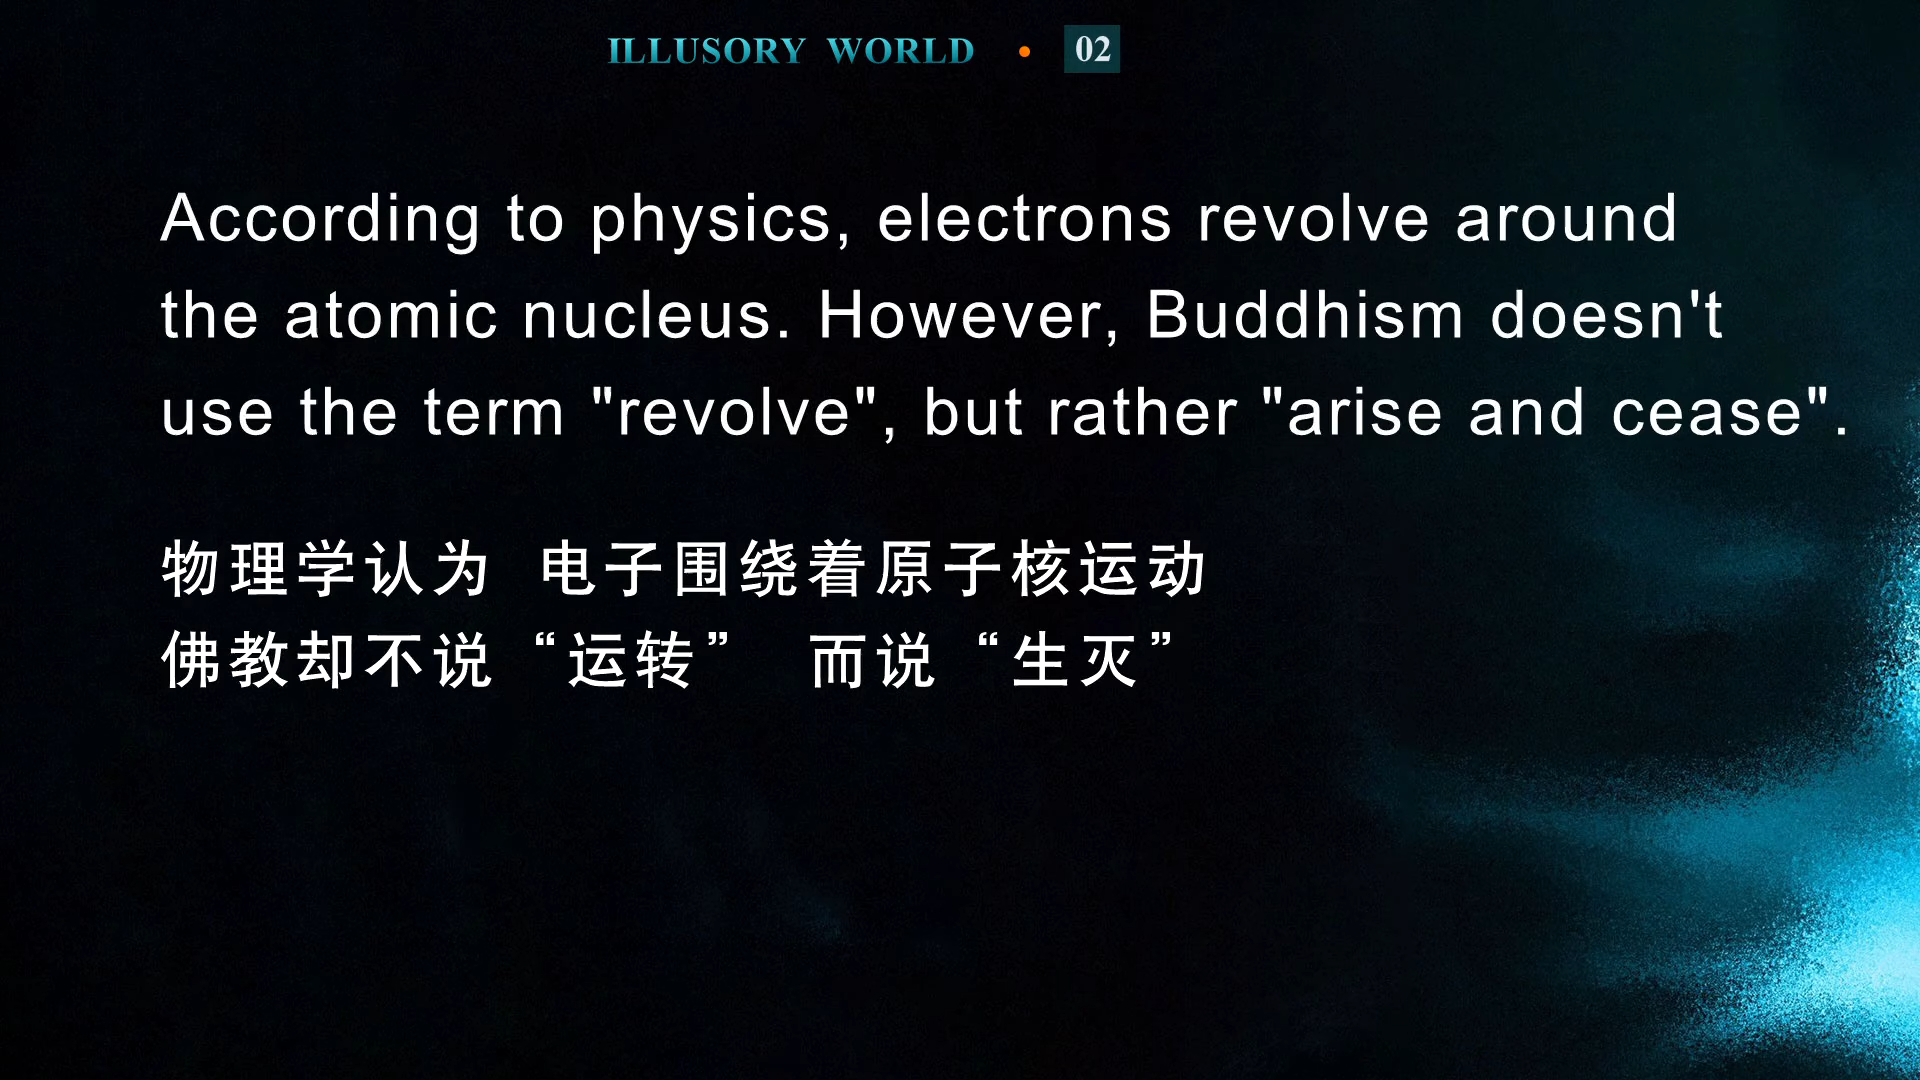 ILLUSORY WORLD • 02
According to physics, electrons revolve around
the atomic nucleus. However, Buddhism doesn't
use the term "revolve", but rather "arise and cease".
物理学认为 电子围绕着原子核运动
佛教却不说“运转” 而说“生灭”